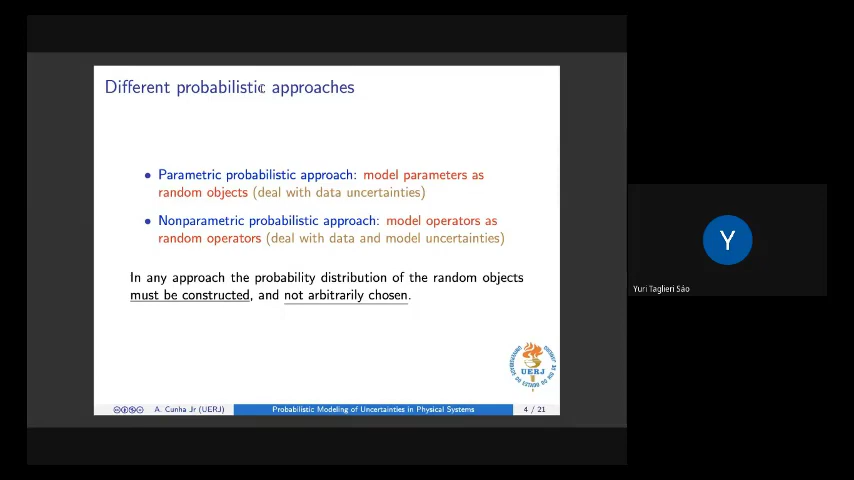 Different probabilistic approaches
• Parametric probabilistic approach: model parameters as
random objects (deal with data uncertainties)
• Nonparametric probabilistic approach: model operators as
random operators (deal with data and model uncertainties)
In any approach the probability distribution of the random objects
must be constructed, and not arbitrarily chosen.
UERJ
A. Cunha Jr (UERJ)
Probabilistic Modeling of Uncertainties in Physical Systems
4 / 21
Y
Yuri Taglieri Sáo